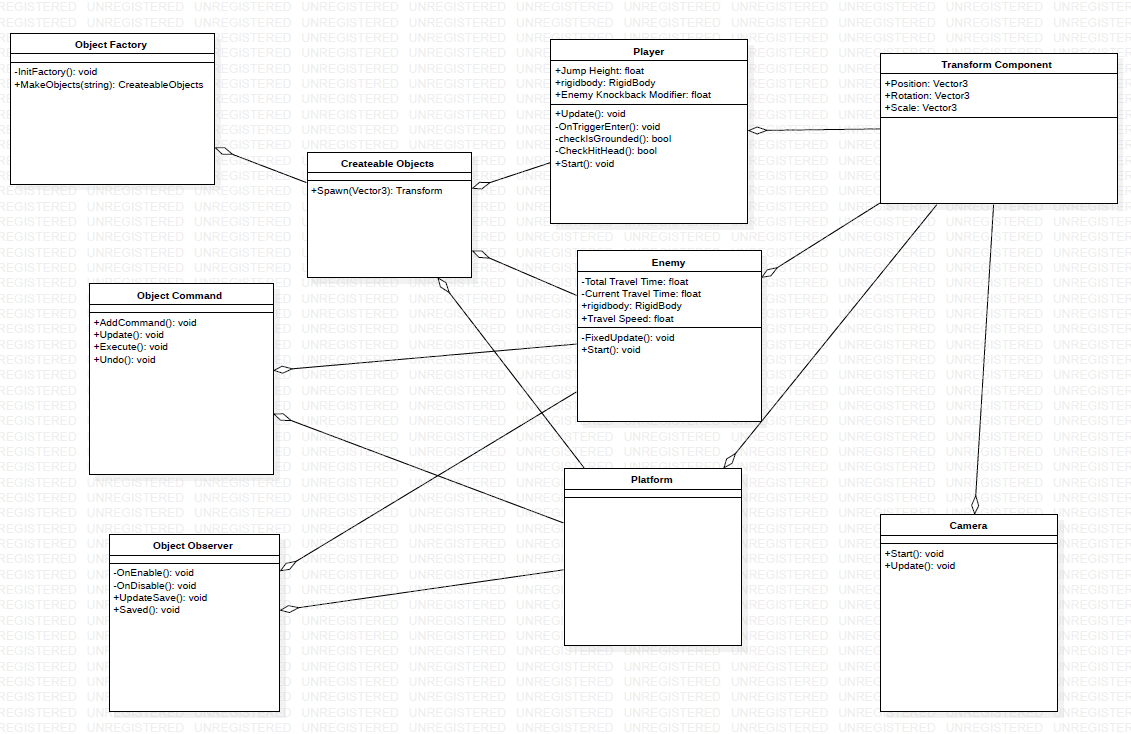 Object Factory
-InitFactory(): void
+MakeObjects(string): CreateableObjects
Player
+Jump Height: float
+rigidbody: RigidBody
+Enemy Knockback Modifier: float
+Update(): void
-OnTriggerEnter(): void
-checkIsGrounded(): bool
-CheckHitHead(): bool
+Start(): void
Transform Component
+Position: Vector3
+Rotation: Vector3
+Scale: Vector3
Createable Objects
+Spawn(Vector3): Transform
Enemy
-Total Travel Time: float
-Current Travel Time: float
+rigidbody: RigidBody
+Travel Speed: float
-FixedUpdate(): void
+Start(): void
Object Command
+AddCommand(): void
+Update(): void
+Execute(): void
+Undo(): void
Platform
Camera
+Start(): void
+Update(): void
Object Observer
-OnEnable(): void
-OnDisable(): void
+UpdateSave(): void
+Saved(): void
UNREGISTERED